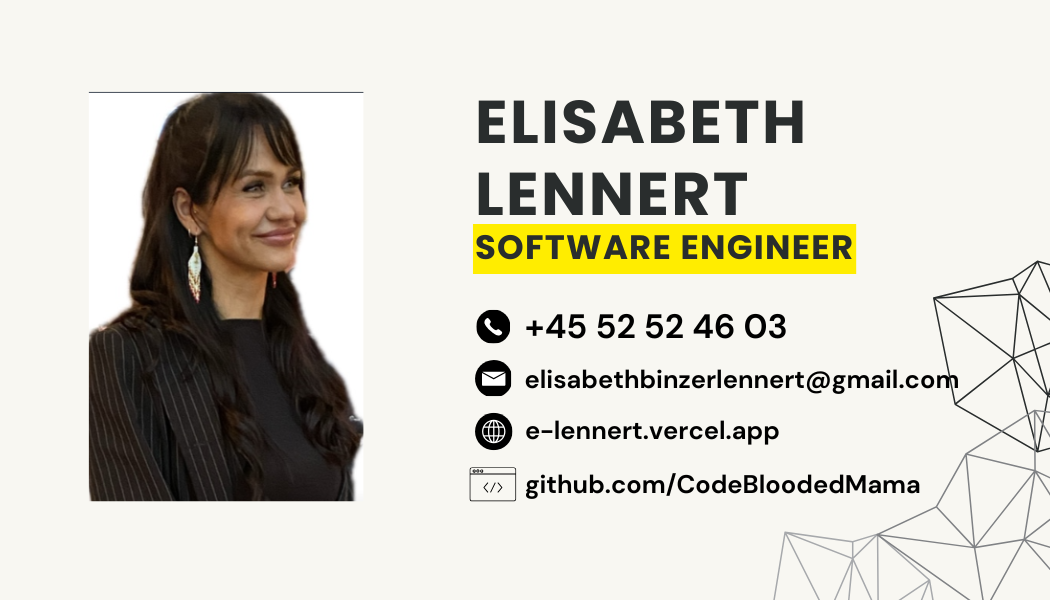 ELISABETH
LENNERT
SOFTWARE ENGINEER
+45 52 52 46 03
elisabethbinzerlennert@gmail.com
e-lennert.vercel.app
</>
github.com/CodeBloodedMama